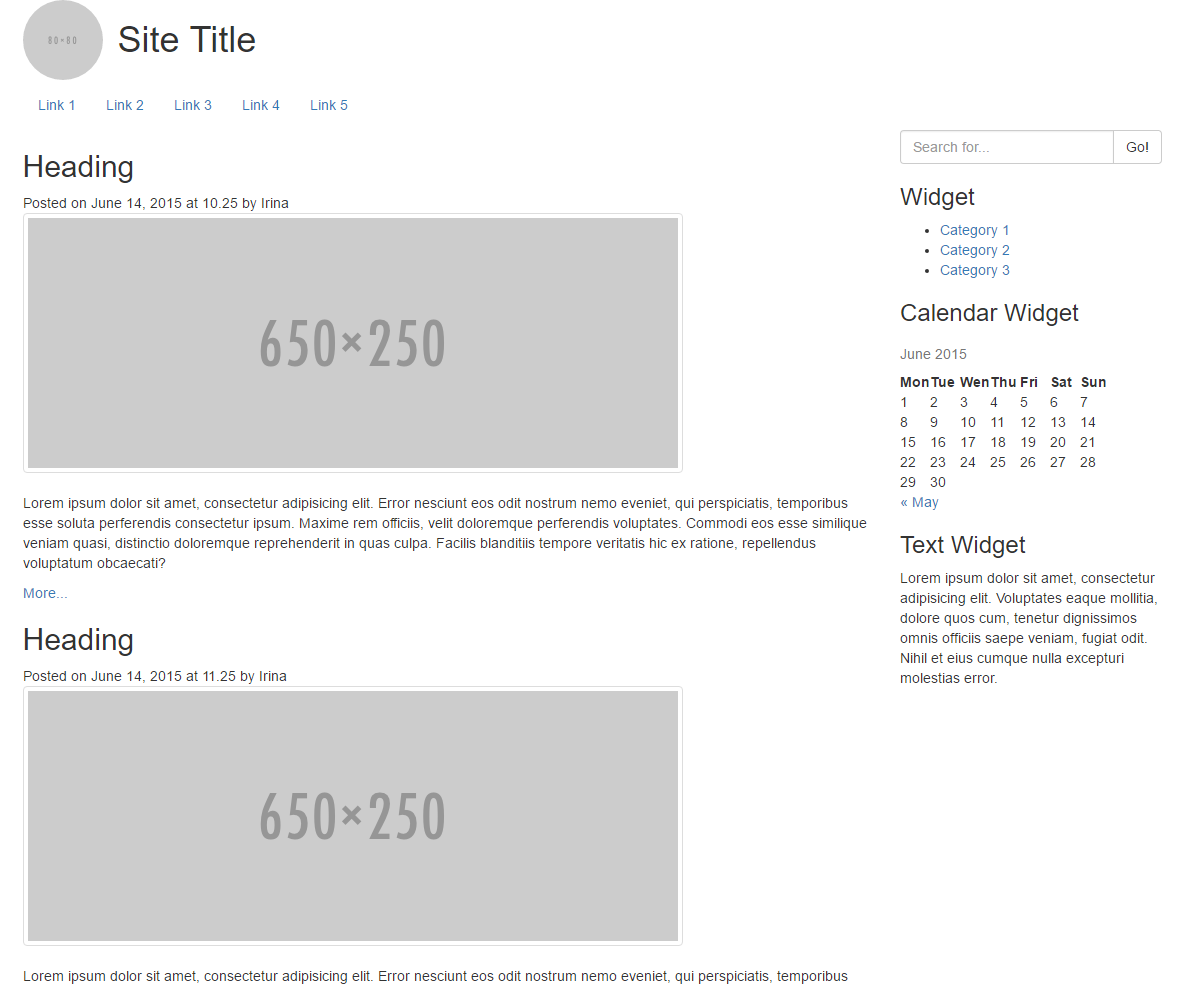 80×80
Site Title
Link 1 Link 2 Link 3 Link 4 Link 5
Heading
Posted on June 14, 2015 at 10.25 by Irina
650×250
Lorem ipsum dolor sit amet, consectetur adipisicing elit. Error nesciunt eos odit nostrum nemo eveniet, qui perspiciatis, temporibus
esse soluta perferendis consectetur ipsum. Maxime rem officiis, velit doloremque perferendis voluptates. Commodi eos esse similique
veniam quasi, distinctio doloremque reprehenderit in quas culpa. Facilis blanditiis tempore veritatis hic ex ratione, repellendus
voluptatum obcaecati?
More...
Heading
Posted on June 14, 2015 at 11.25 by Irina
650×250
Lorem ipsum dolor sit amet, consectetur adipisicing elit. Error nesciunt eos odit nostrum nemo eveniet, qui perspiciatis, temporibus
Search for... Go!
Widget
• Category 1
• Category 2
• Category 3
Calendar Widget
June 2015
Mon Tue Wen Thu Fri Sat Sun
1 2 3 4 5 6 7
8 9 10 11 12 13 14
15 16 17 18 19 20 21
22 23 24 25 26 27 28
29 30
« May
Text Widget
Lorem ipsum dolor sit amet, consectetur
adipisicing elit. Voluptates eaque mollitia,
dolore quos cum, tenetur dignissimos
omnis officiis saepe veniam, fugiat odit.
Nihil et eius cumque nulla excepturi
molestias error.